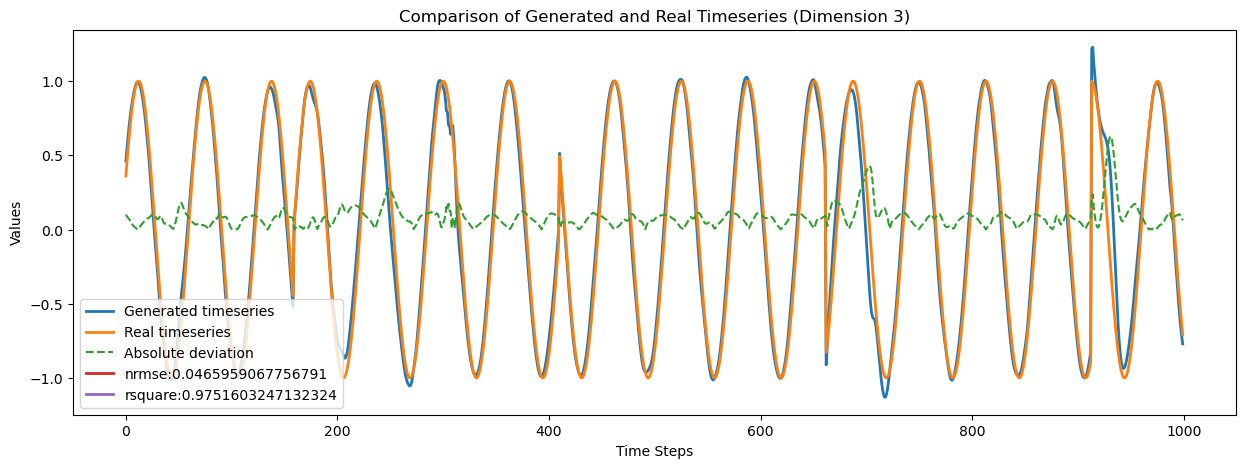 Comparison of Generated and Real Timeseries (Dimension 3)
1.0
0.5
0.0
−0.5
−1.0
Values
Generated timeseries
Real timeseries
Absolute deviation
nrmse:0.0465959067756791
rsquare:0.9751603247132324
0
200
400
600
800
1000
Time Steps